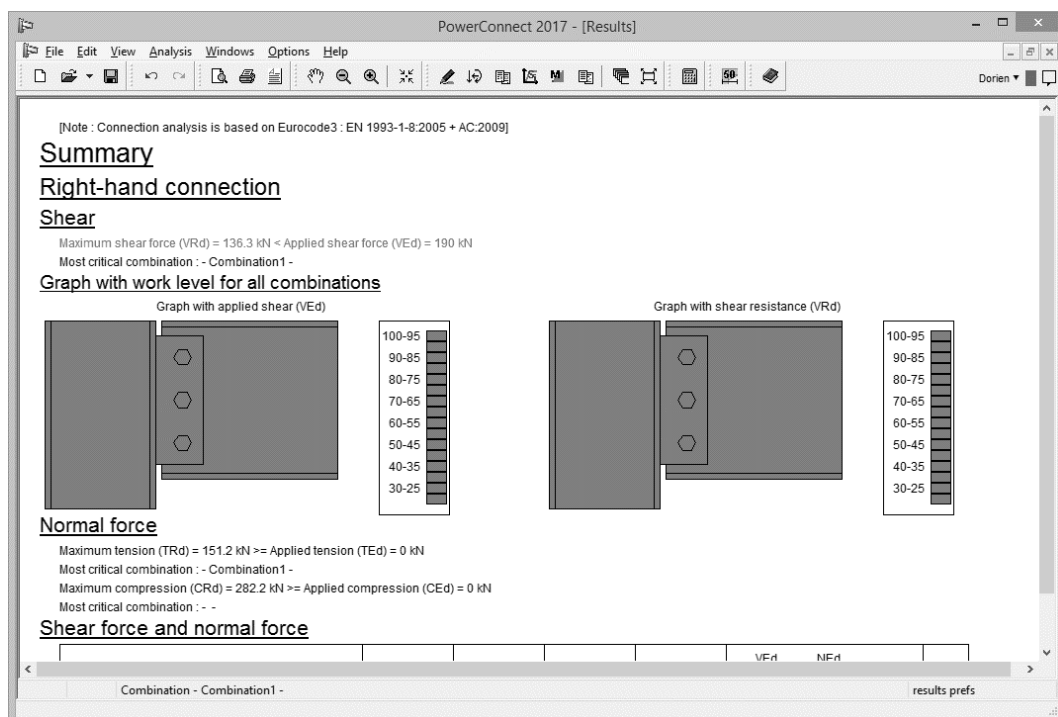 PowerConnect 2017 - [Results]
File Edit View Analysis Windows Options Help
Dorien
[Note : Connection analysis is based on Eurocode3 : EN 1993-1-8:2005 + AC:2009]
Summary
Right-hand connection
Shear
Maximum shear force (VRd) = 136.3 kN < Applied shear force (VEd) = 190 kN
Most critical combination : - Combination1 -
Graph with work level for all combinations
Graph with applied shear (VEd)
100-95
90-85
80-75
70-65
60-55
50-45
40-35
30-25
Graph with shear resistance (VRd)
100-95
90-85
80-75
70-65
60-55
50-45
40-35
30-25
Normal force
Maximum tension (TRd) = 151.2 kN >= Applied tension (TEd) = 0 kN
Most critical combination : - Combination1 -
Maximum compression (CRd) = 282.2 kN >= Applied compression (CEd) = 0 kN
Most critical combination : - -
Shear force and normal force
VEd NEd
Combination - Combination1 - results prefs